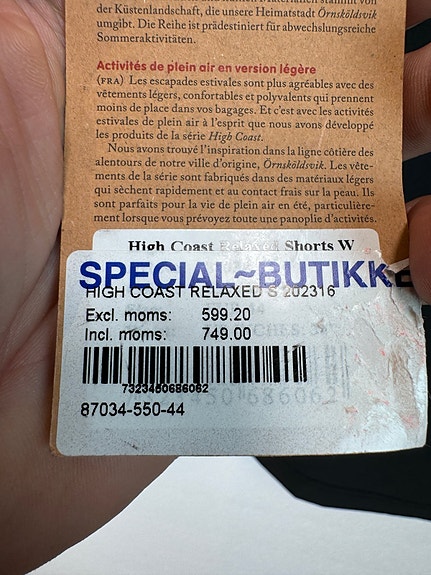 der Küstenlandschaft, die unsere Heimatstadt Örnsköldsvik
umgibt. Die Reihe ist prädestiniert für abwechslungsreiche
Sommeraktivitäten.
Activités de plein air en version légère
(FRA) Les escapades estivales sont plus agréables avec des
vêtements légers, confortables et polyvalents qui prennent
moins de place dans vos bagages. Et c'est avec les activités
estivales de plein air à l'esprit que nous avons développé
les produits de la série High Coast.
Nous avons trouvé l'inspiration dans la ligne côtière des
alentours de notre ville d'origine, Örnsköldsvik. Les vête-
ments de la série sont fabriqués dans des matériaux légers
qui sèchent rapidement et au contact frais sur la peau. Ils
sont parfaits pour la vie de plein air en été, particulière-
ment lorsque vous prévoyez toute une panoplie d'activités.
High Coast Relaxed Shorts W
SPECIAL~BUTIKKE
HIGH COAST RELAXED S 202316
Excl. moms: 599.20
Incl. moms: 749.00
7323450686062
87034-550-44